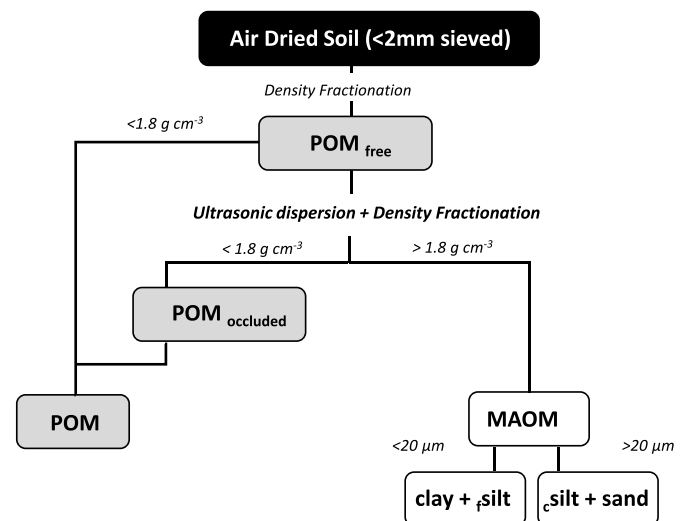 Air Dried Soil (<2mm sieved)
Density Fractionation
<1.8 g cm-3
POM free
Ultrasonic dispersion + Density Fractionation
< 1.8 g cm-3
> 1.8 g cm-3
POM occluded
POM
MAOM
<20 µm
>20 µm
clay + fsilt
csilt + sand